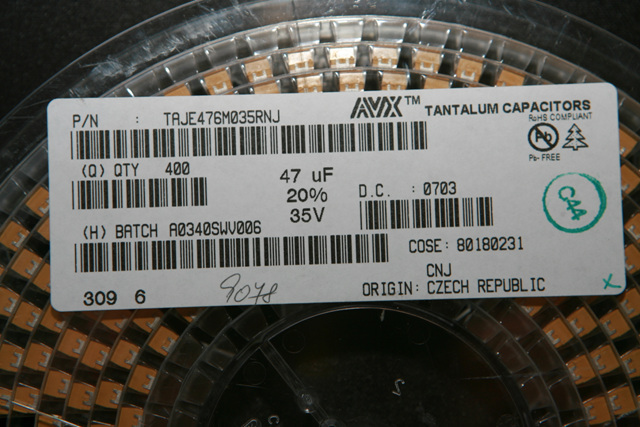 P/N : TAJE476M035RNJ
AVX™ TANTALUM CAPACITORS
RoHS COMPLIANT
Pb
Pb- FREE
(Q) QTY 400
47 uF
20%
35V
D.C. : 0703
CAA
(H) BATCH A0340SWV006
COSE: 80180231
CNJ
ORIGIN: CZECH REPUBLIC
309 6
9078
x